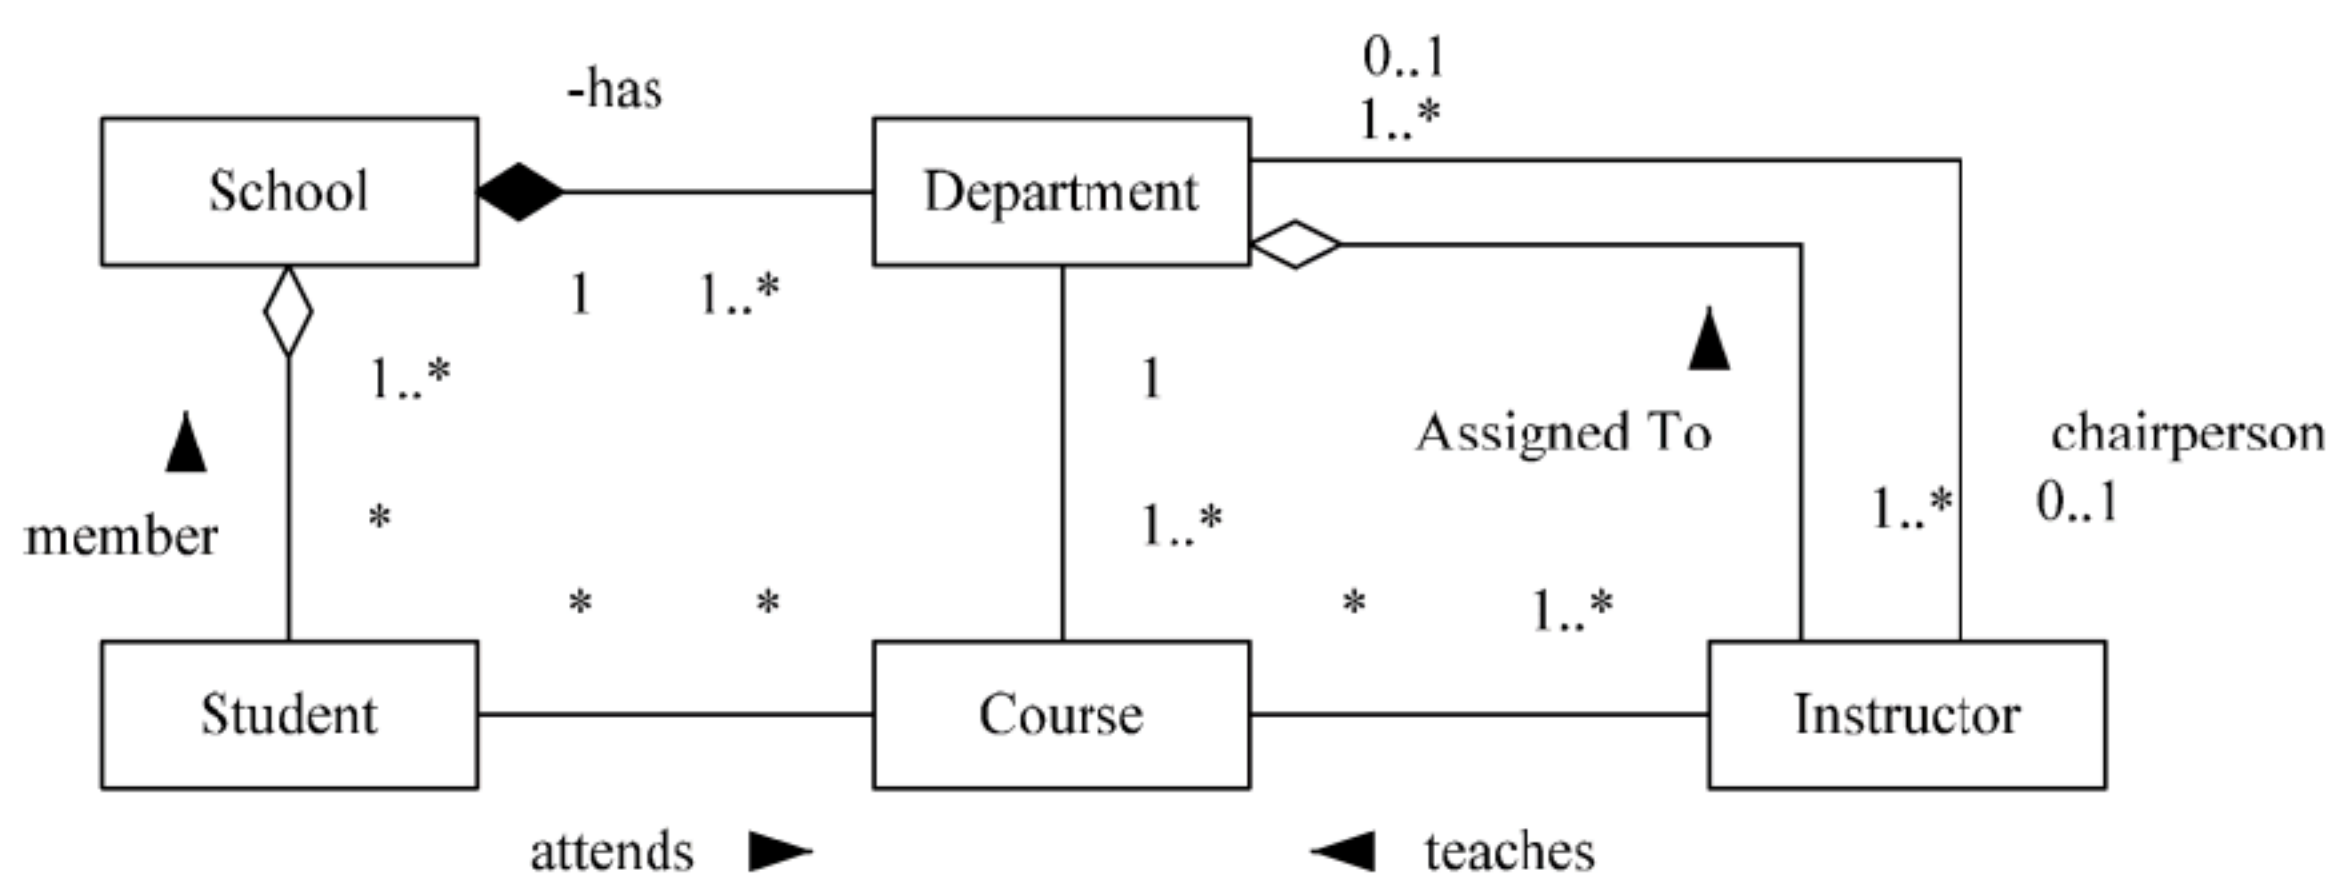 0..1
-has
1..*
School
Department
1
1..*
1..*
1
Assigned To
chairperson
member
*
1..*
1..*
0..1
*
*
*
1..*
Student
Course
Instructor
attends
teaches